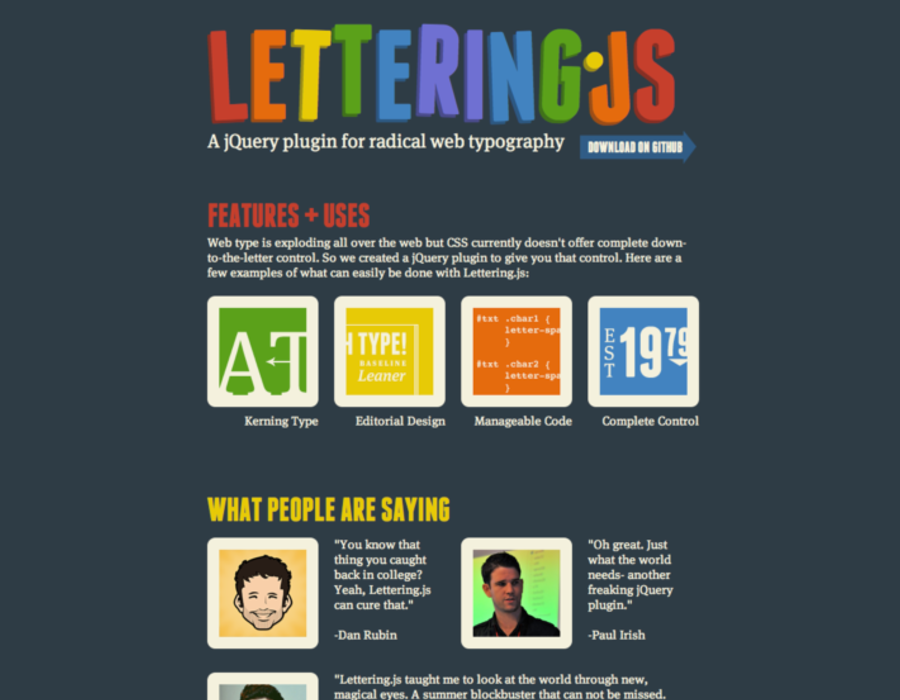 LETTERING.JS
A jQuery plugin for radical web typography
DOWNLOAD ON GITHUB
FEATURES + USES
Web type is exploding all over the web but CSS currently doesn't offer complete down-
to-the-letter control. So we created a jQuery plugin to give you that control. Here are a
few examples of what can easily be done with Lettering.js:
AT
H TYPE!
BASELINE
Leaner
#txt .char1 {
letter-spa
}
#txt .char2 {
letter-spa
}
EST
1979
Kerning Type
Editorial Design
Manageable Code
Complete Control
WHAT PEOPLE ARE SAYING
"You know that
thing you caught
back in college?
Yeah, Lettering.js
can cure that."
-Dan Rubin
"Oh great. Just
what the world
needs- another
freaking jQuery
plugin."
-Paul Irish
"Lettering.js taught me to look at the world through new,
magical eyes. A summer blockbuster that can not be missed.